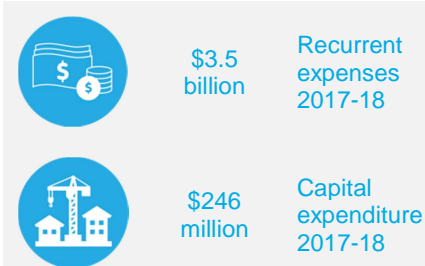 $3.5
billion
Recurrent
expenses
2017-18
$246
million
Capital
expenditure
2017-18